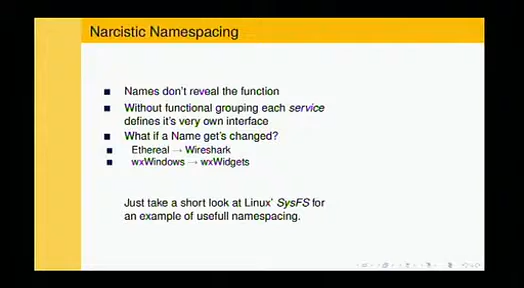 Narcistic Namespacing
Names don't reveal the function
Without functional grouping each service
defines it's very own interface
What if a Name get's changed?
Ethereal → Wireshark
wxWindows → wxWidgets
Just take a short look at Linux' SysFS for
an example of usefull namespacing.